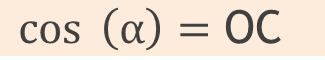 cos (α) = OC